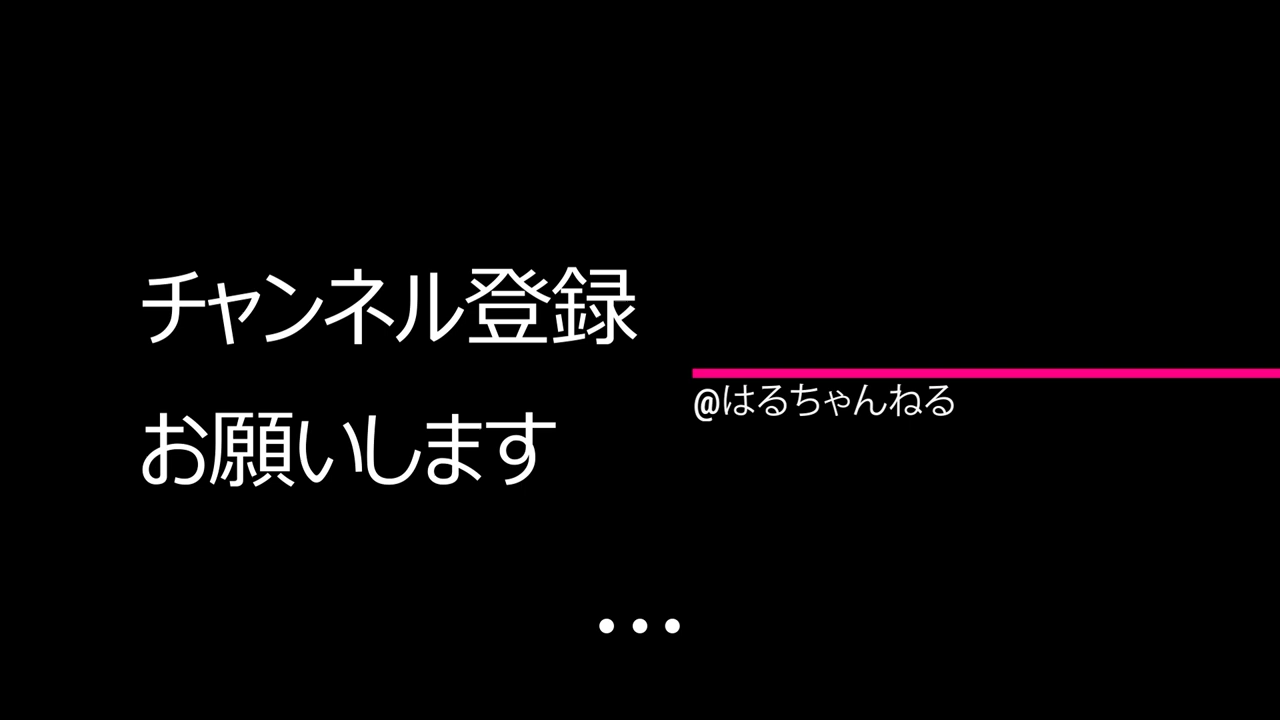 チャンネル登録
お願いします
@はるちゃんねる
…